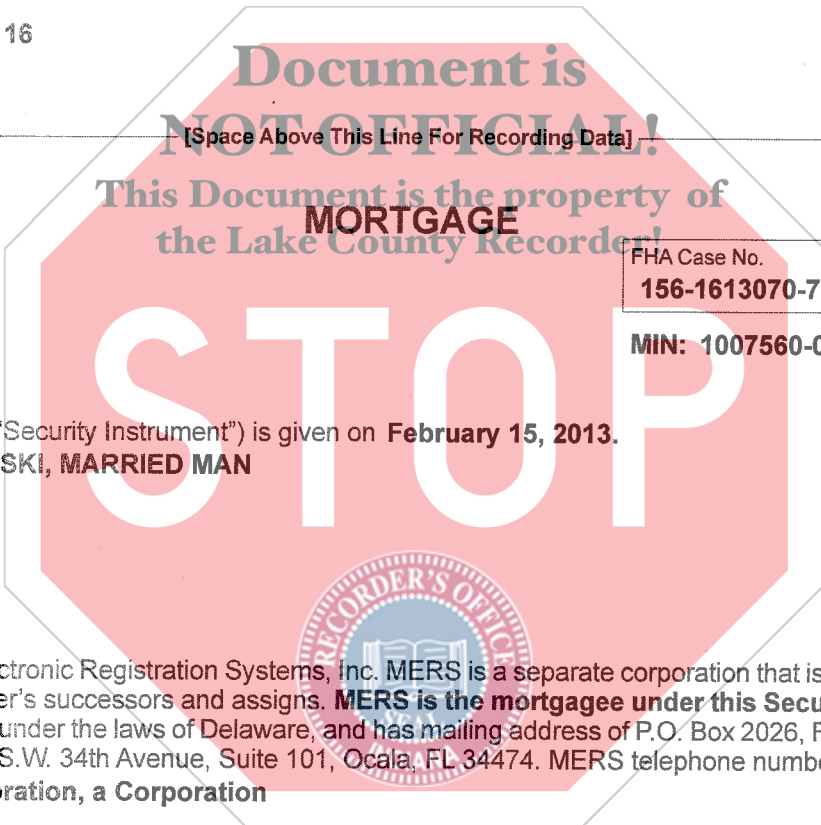 16
Document is
NOT OFFICIAL!
[Space Above This Line For Recording Data]
This Document is the property of
MORTGAGE
the Lake County Recorder!
FHA Case No.
156-1613070-7
MIN: 1007560-0
STOP
"Security Instrument") is given on February 15, 2013.
SKI, MARRIED MAN
RECORDER'S OFFICE
ctronic Registration Systems, Inc. MERS is a separate corporation that is
er's successors and assigns. MERS is the mortgagee under this Secu
under the laws of Delaware, and has mailing address of P.O. Box 2026, F
SEAL
S.W. 34th Avenue, Suite 101, Ocala, FL 34474. MERS telephone numbe
ration, a Corporation